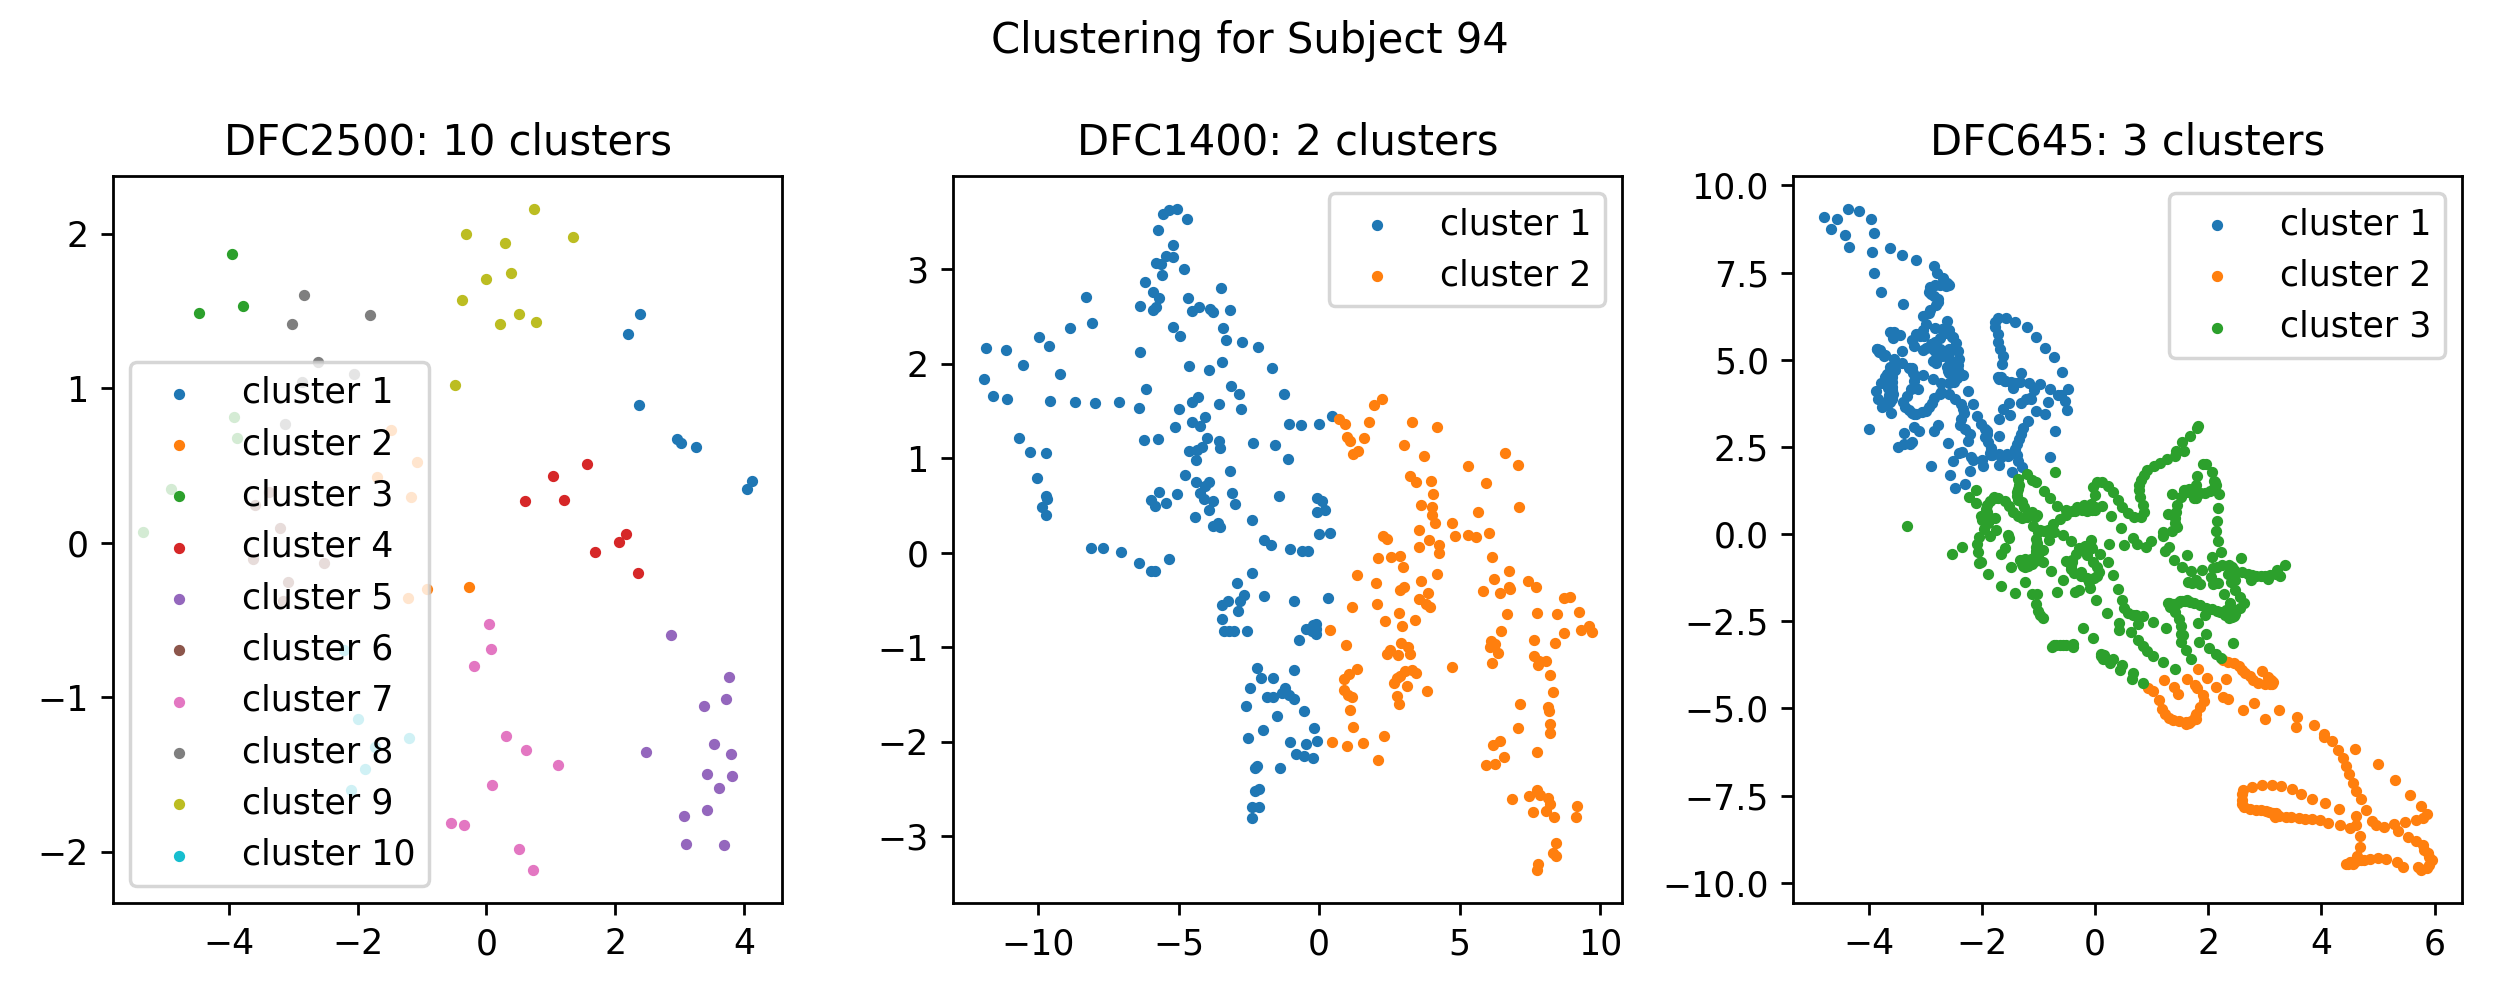 Clustering for Subject 94
DFC2500: 10 clusters
2
1
0
−1
−2
−4
−2
0
2
4
cluster 1
cluster 2
cluster 3
cluster 4
cluster 5
cluster 6
cluster 7
cluster 8
cluster 9
cluster 10
DFC1400: 2 clusters
3
2
1
0
−1
−2
−3
−10
−5
0
5
10
cluster 1
cluster 2
DFC645: 3 clusters
10.0
7.5
5.0
2.5
0.0
−2.5
−5.0
−7.5
−10.0
−4
−2
0
2
4
6
cluster 1
cluster 2
cluster 3